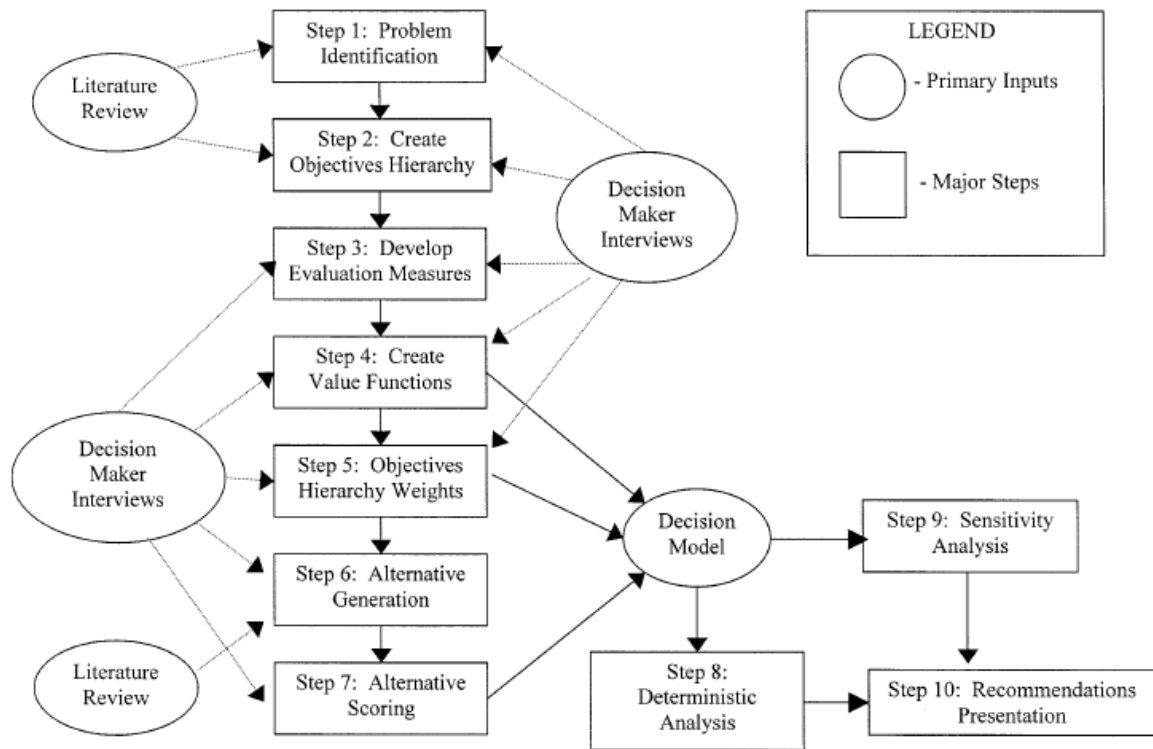 Step 1: Problem
Identification
Literature
Review
Step 2: Create
Objectives Hierarchy
Decision
Maker
Interviews
Step 3: Develop
Evaluation Measures
Step 4: Create
Value Functions
Decision
Maker
Interviews
Step 5: Objectives
Hierarchy Weights
Step 6: Alternative
Generation
Literature
Review
Step 7: Alternative
Scoring
Decision
Model
Step 9: Sensitivity
Analysis
Step 8:
Deterministic
Analysis
Step 10: Recommendations
Presentation
LEGEND
- Primary Inputs
- Major Steps